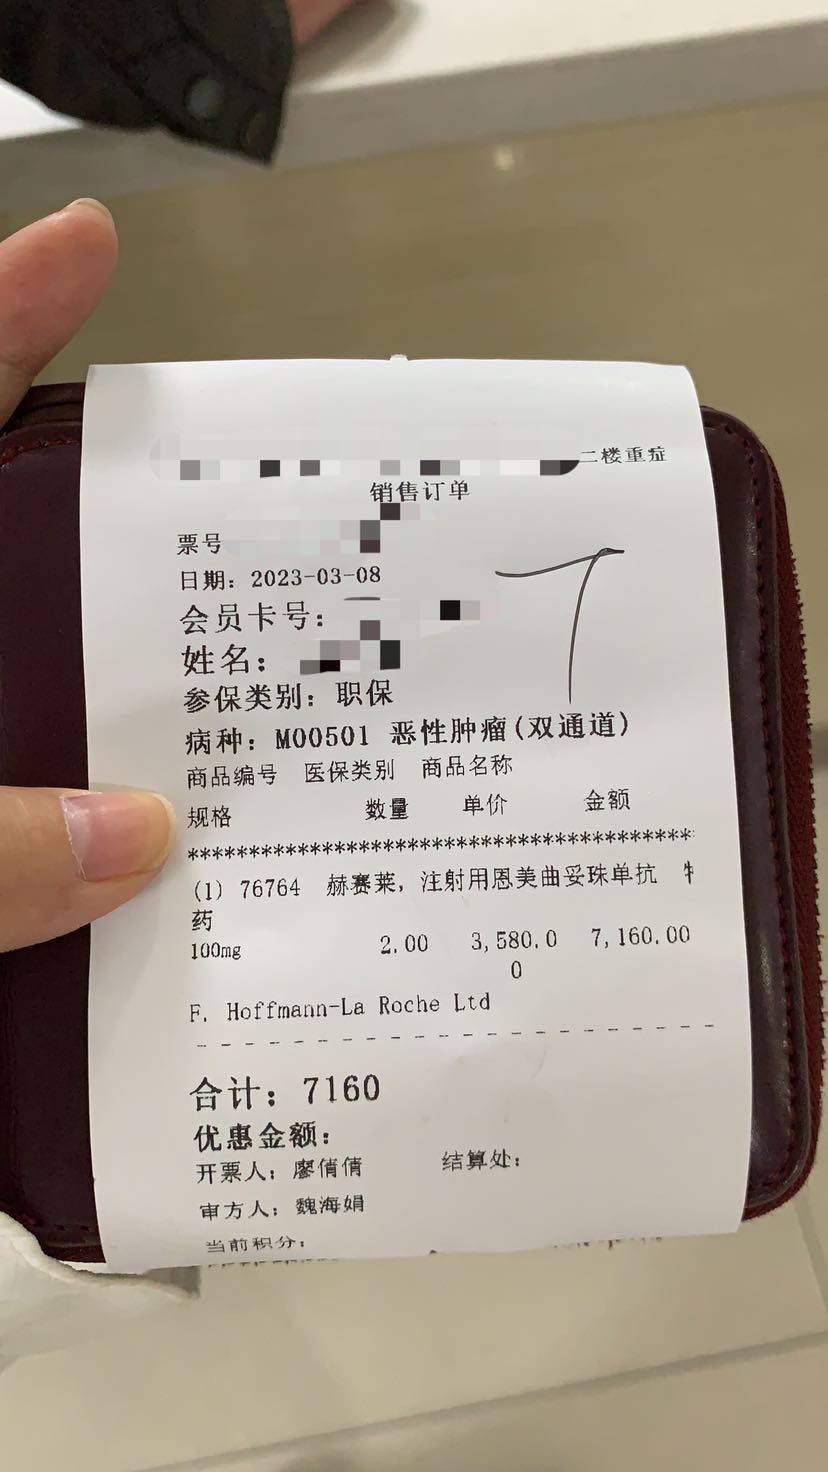 二楼重症
销售订单
票号
日期：2023-03-08
会员卡号：
姓名：
参保类别：职保
病种：M00501 恶性肿瘤(双通道)
商品编号 医保类别 商品名称
规格 数量 单价 金额
******************************************
(1) 76764 赫赛莱，注射用恩美曲妥珠单抗
药
100mg 2.00 3,580.0 7,160.00
0
F. Hoffmann-La Roche Ltd
合计：7160
优惠金额：
开票人：廖倩倩 结算处：
审方人：魏海娟
当前积分：